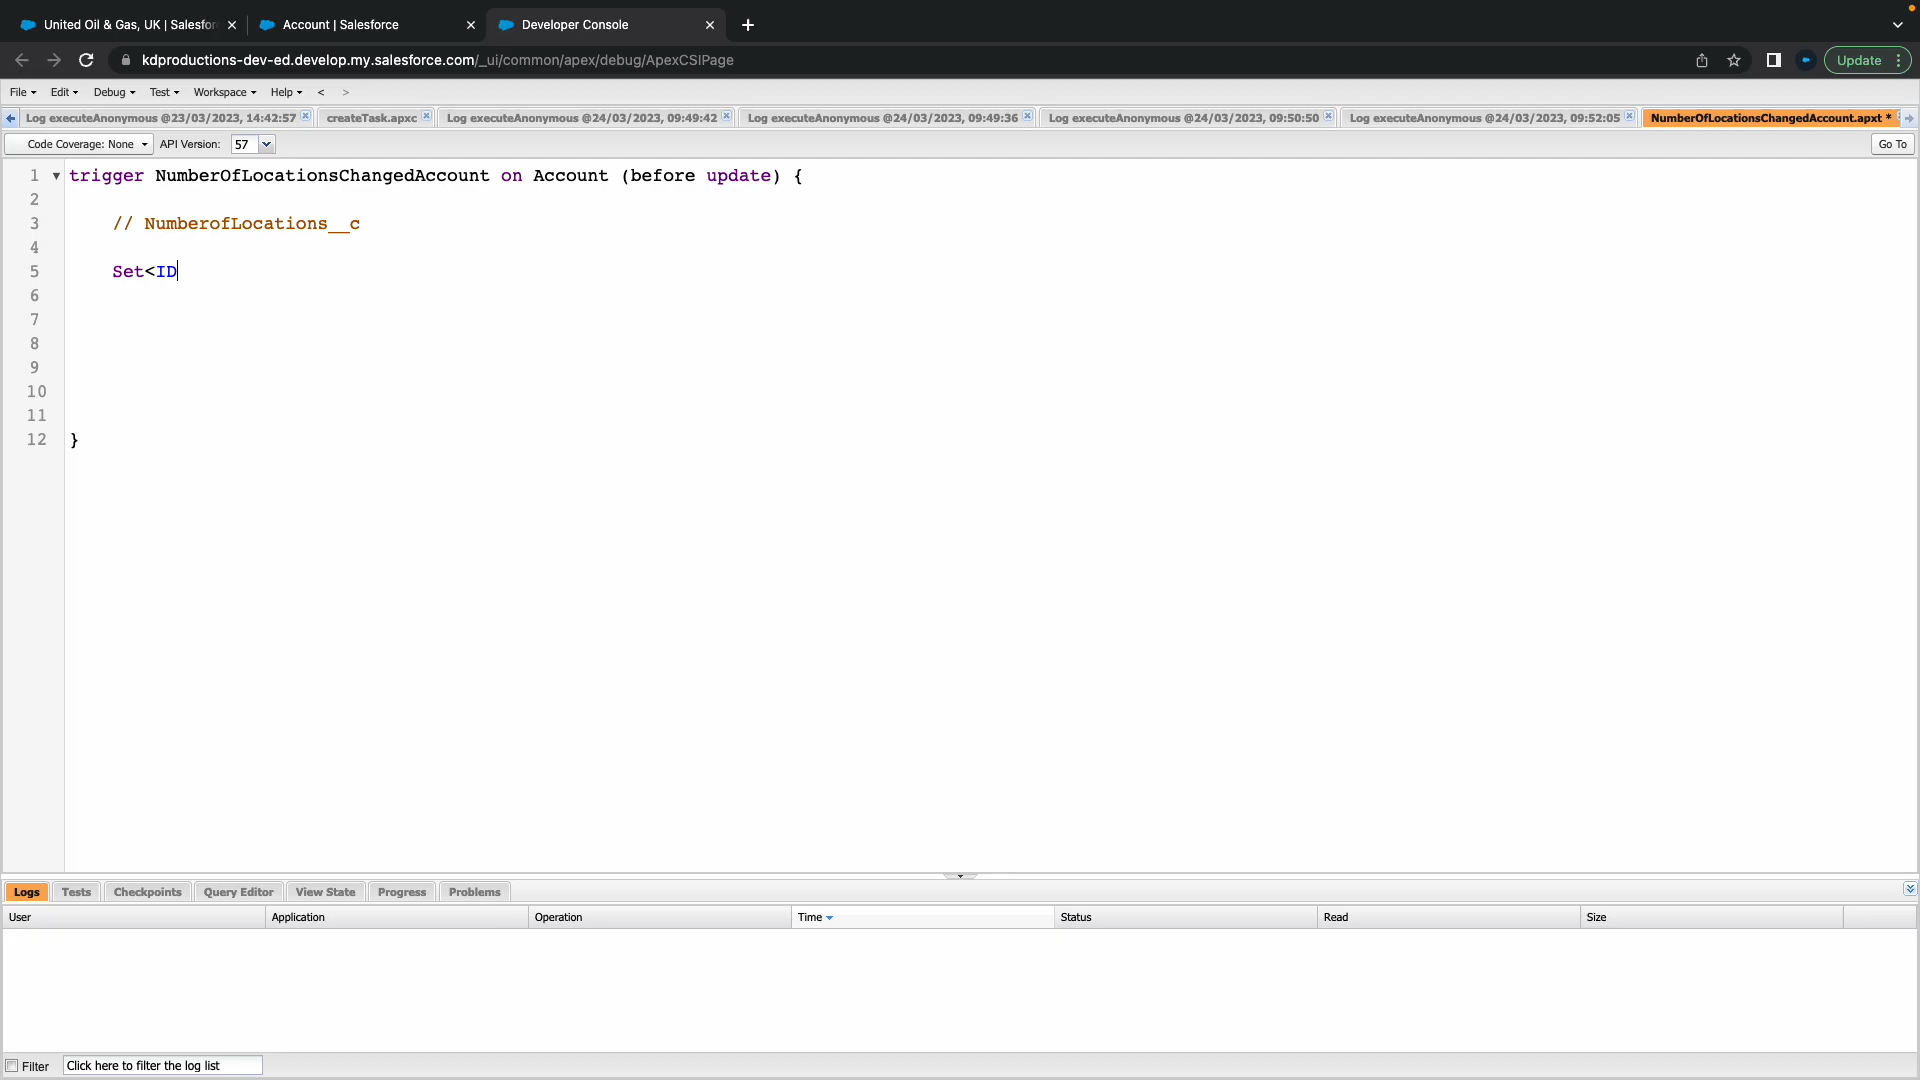 United Oil & Gas, UK | Salesfor
Account | Salesforce
Developer Console
kdproductions-dev-ed.develop.my.salesforce.com/_ui/common/apex/debug/ApexCSIPage
Update
File Edit Debug Test Workspace Help < >
Log executeAnonymous @23/03/2023, 14:42:57
createTask.apxc
Log executeAnonymous @24/03/2023, 09:49:42
Log executeAnonymous @24/03/2023, 09:49:36
Log executeAnonymous @24/03/2023, 09:50:50
Log executeAnonymous @24/03/2023, 09:52:05
NumberOfLocationsChangedAccount.apxt *
Code Coverage: None API Version: 57 Go To
1 trigger NumberOfLocationsChangedAccount on Account (before update) {
2
3 // NumberofLocations__c
4
5 Set<ID
6
7
8
9
10
11
12 }
Logs Tests Checkpoints Query Editor View State Progress Problems
User Application Operation Time Status Read Size
Filter Click here to filter the log list